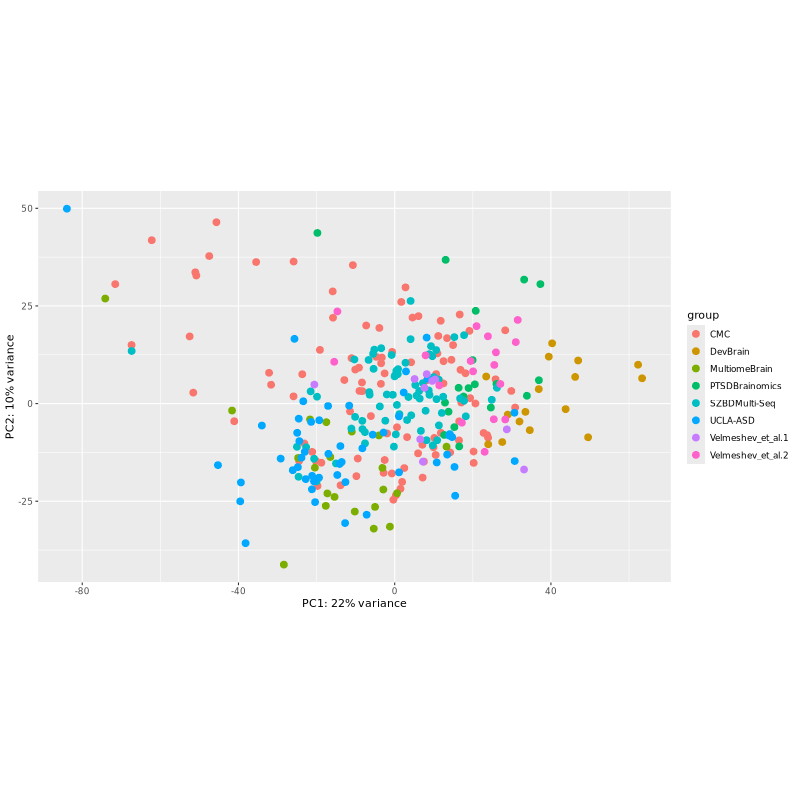 50
25
0
-25
-80
-40
0
40
PC1: 22% variance
PC2: 10% variance
group
CMC
DevBrain
MultiomeBrain
PTSDBrainomics
SZBDMulti-Seq
UCLA-ASD
Velmeshev_et_al.1
Velmeshev_et_al.2